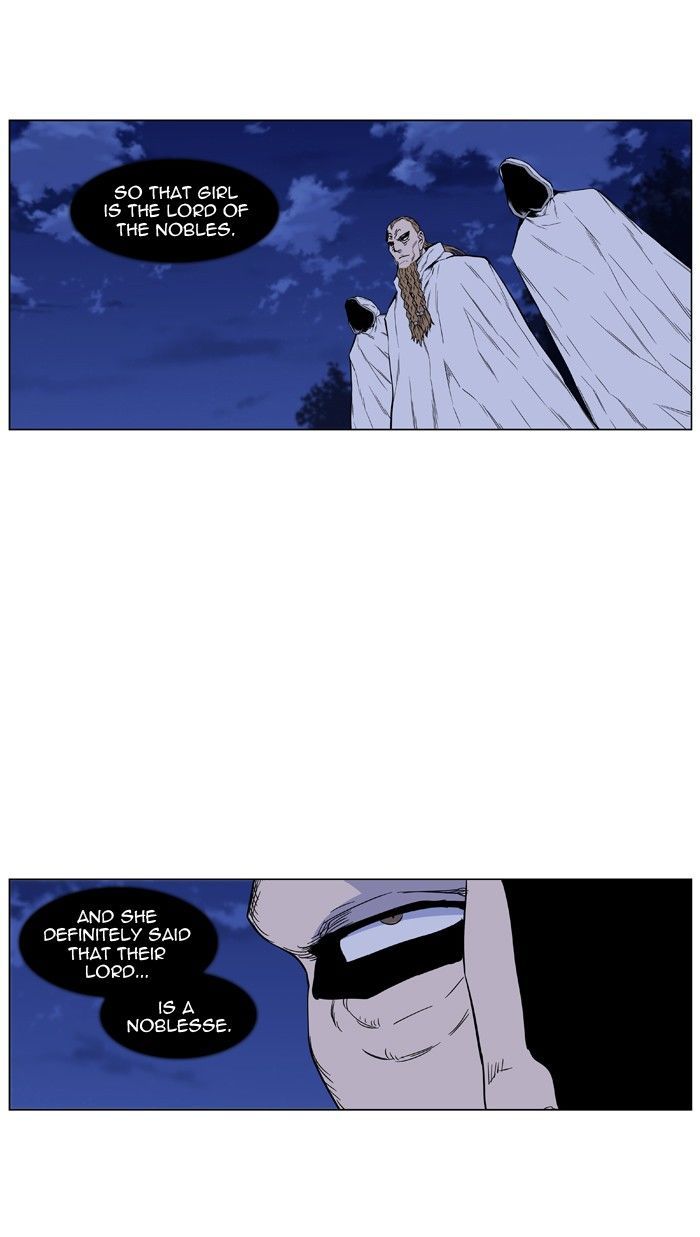 SO THAT GIRL
IS THE LORD OF
THE NOBLES.
AND SHE
DEFINITELY SAID
THAT THEIR
LORD...
IS A
NOBLESSE.